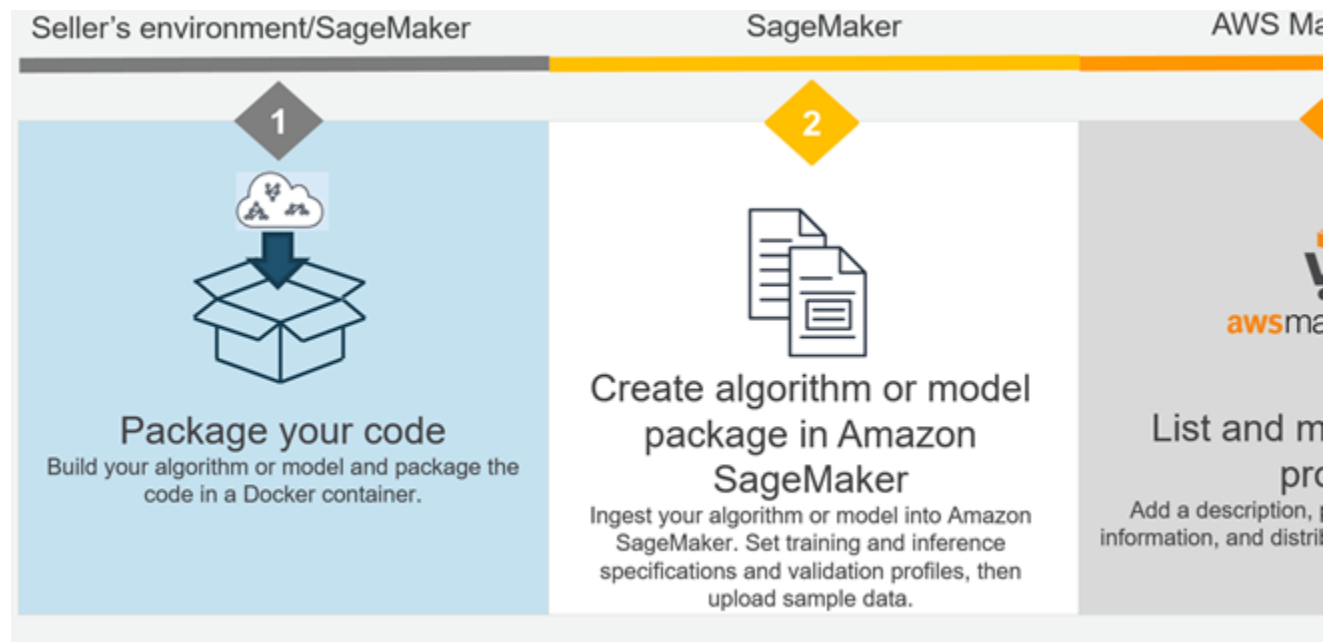 Seller's environment/SageMaker
SageMaker
AWS
1
2
Package your code
Build your algorithm or model and package the
code in a Docker container.
Create algorithm or model
package in Amazon
SageMaker
Ingest your algorithm or model into Amazon
SageMaker. Set training and inference
specifications and validation profiles, then
upload sample data.
aws
List and
Add a description,
information, and